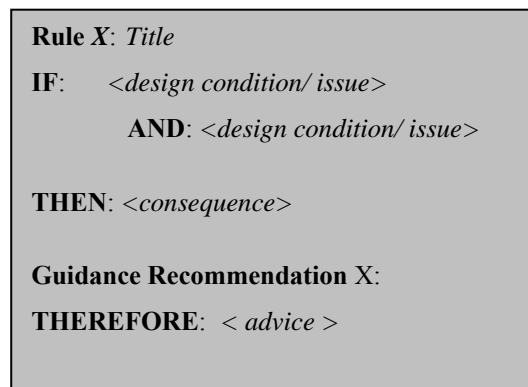 Rule X: Title
IF: <design condition/ issue>
AND: <design condition/ issue>
THEN: <consequence>
Guidance Recommendation X:
THEREFORE: < advice >